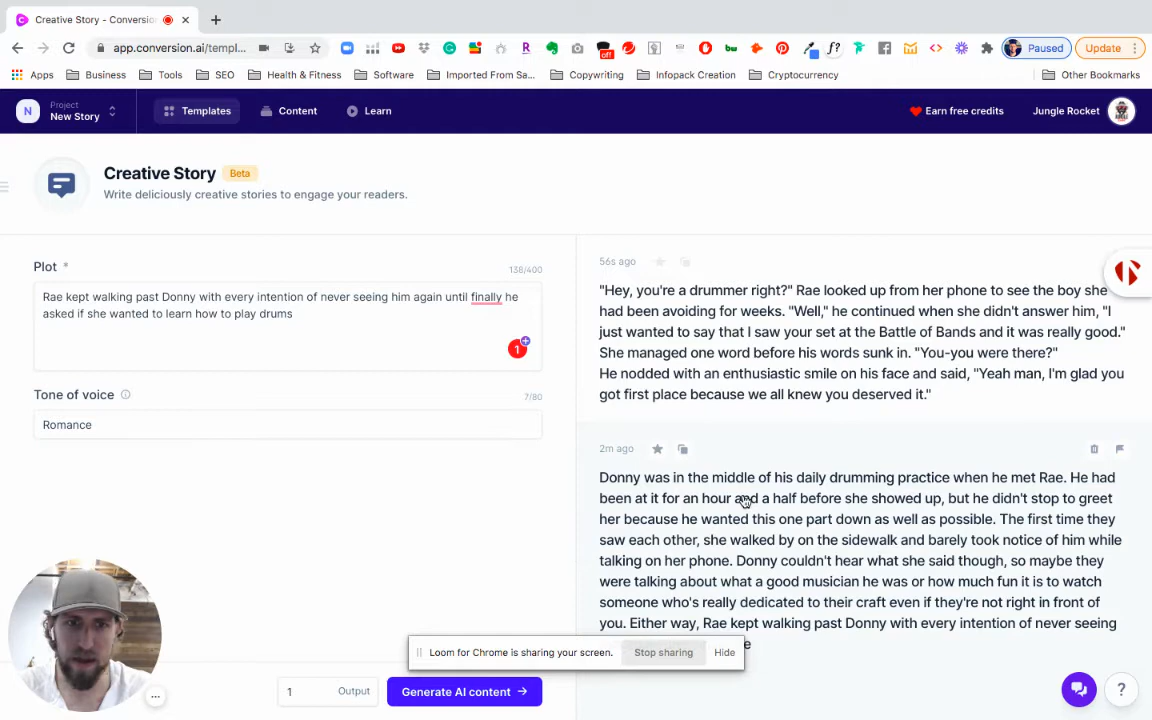 Creative Story - Conversio
app.conversion.ai/templ...
off
f?
Paused
Update
Apps
Business
Tools
SEO
Health & Fitness
Software
Imported From Sa...
Copywriting
Infopack Creation
Cryptocurrency
Other Bookmarks
N
Project
New Story
Templates
Content
Learn
Earn free credits
Jungle Rocket
Creative Story Beta
Write deliciously creative stories to engage your readers.
Plot *
138/400
Rae kept walking past Donny with every intention of never seeing him again until finally he
asked if she wanted to learn how to play drums
1
Tone of voice
7/80
Romance
1 Output
Generate AI content →
56s ago
"Hey, you're a drummer right?" Rae looked up from her phone to see the boy she
had been avoiding for weeks. "Well," he continued when she didn't answer him, "I
just wanted to say that I saw your set at the Battle of Bands and it was really good."
She managed one word before his words sunk in. "You-you were there?"
He nodded with an enthusiastic smile on his face and said, "Yeah man, I'm glad you
got first place because we all knew you deserved it."
2m ago
Donny was in the middle of his daily drumming practice when he met Rae. He had
been at it for an hour and a half before she showed up, but he didn't stop to greet
her because he wanted this one part down as well as possible. The first time they
saw each other, she walked by on the sidewalk and barely took notice of him while
talking on her phone. Donny couldn't hear what she said though, so maybe they
were talking about what a good musician he was or how much fun it is to watch
someone who's really dedicated to their craft even if they're not right in front of
you. Either way, Rae kept walking past Donny with every intention of never seeing
Loom for Chrome is sharing your screen.
Stop sharing
Hide
?